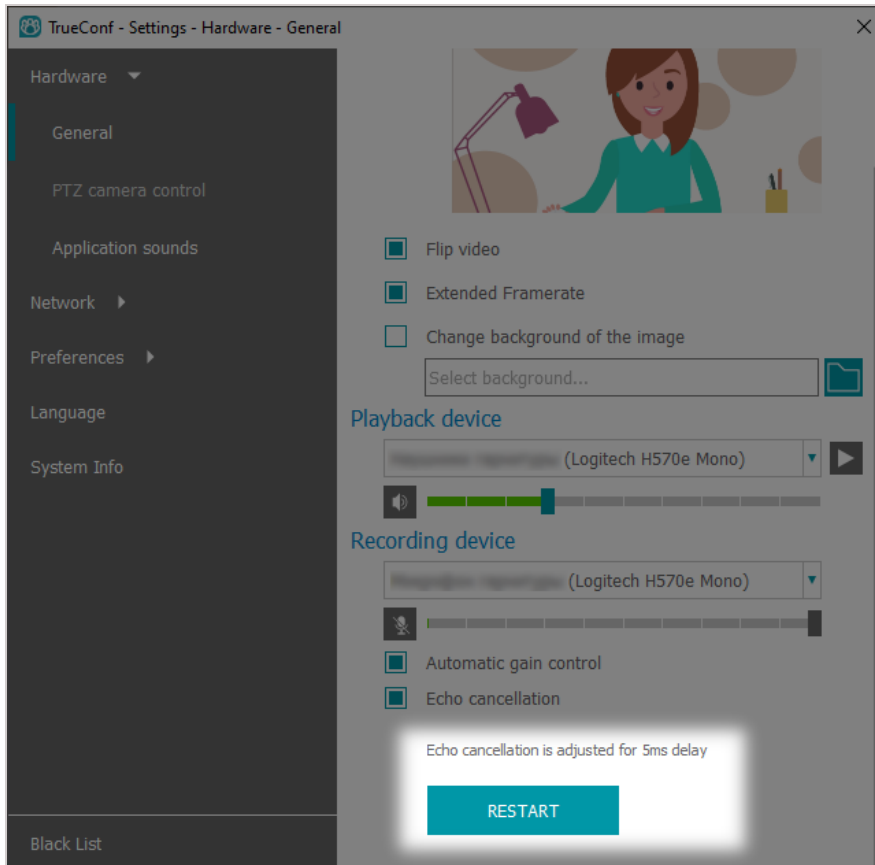 TrueConf - Settings - Hardware - General
Hardware
General
PTZ camera control
Application sounds
Network
Preferences
Language
System Info
Black List
Flip video
Extended Framerate
Change background of the image
Select background...
Playback device
(Logitech H570e Mono)
Recording device
(Logitech H570e Mono)
Automatic gain control
Echo cancellation
Echo cancellation is adjusted for 5ms delay
RESTART